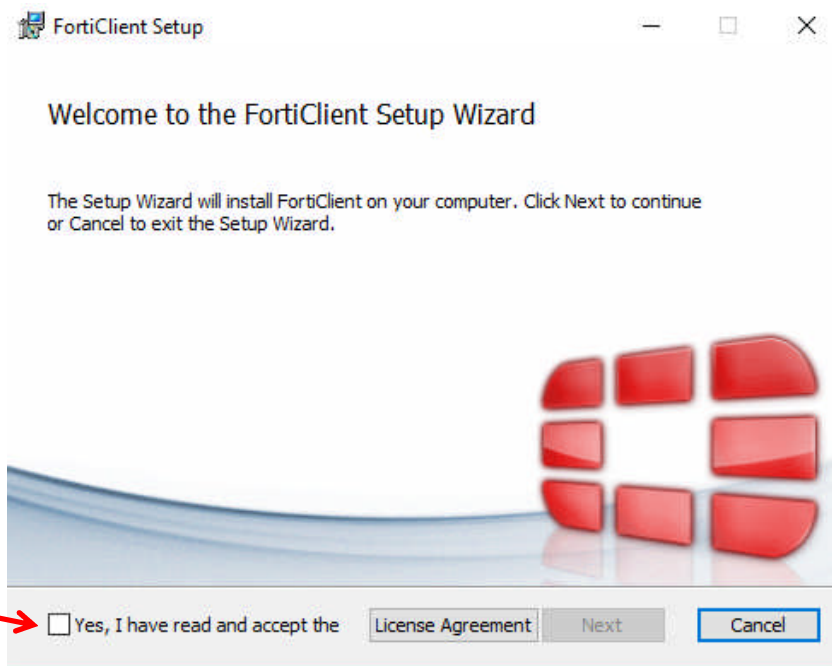 FortiClient Setup
Welcome to the FortiClient Setup Wizard
The Setup Wizard will install FortiClient on your computer. Click Next to continue
or Cancel to exit the Setup Wizard.
Yes, I have read and accept the License Agreement Next Cancel